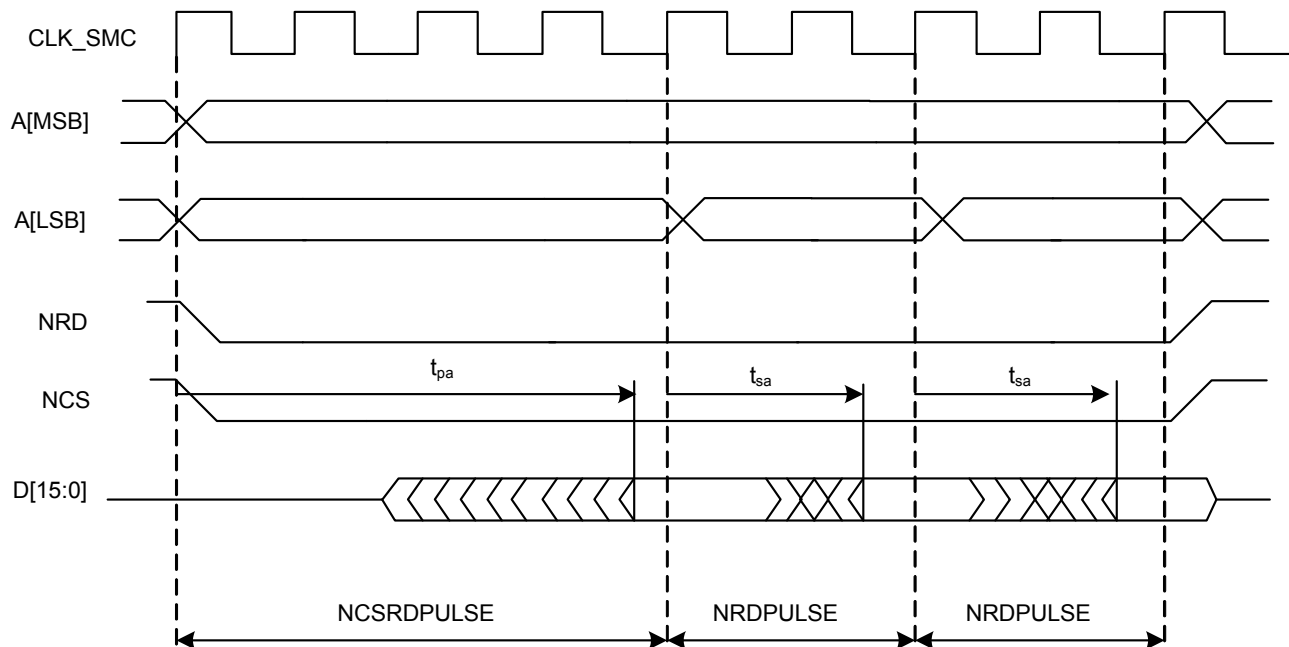 CLK_SMC
A[MSB]
A[LSB]
NRD
tpa
tsa
tsa
NCS
D[15:0]
NCSRDPULSE
NRDPULSE
NRDPULSE